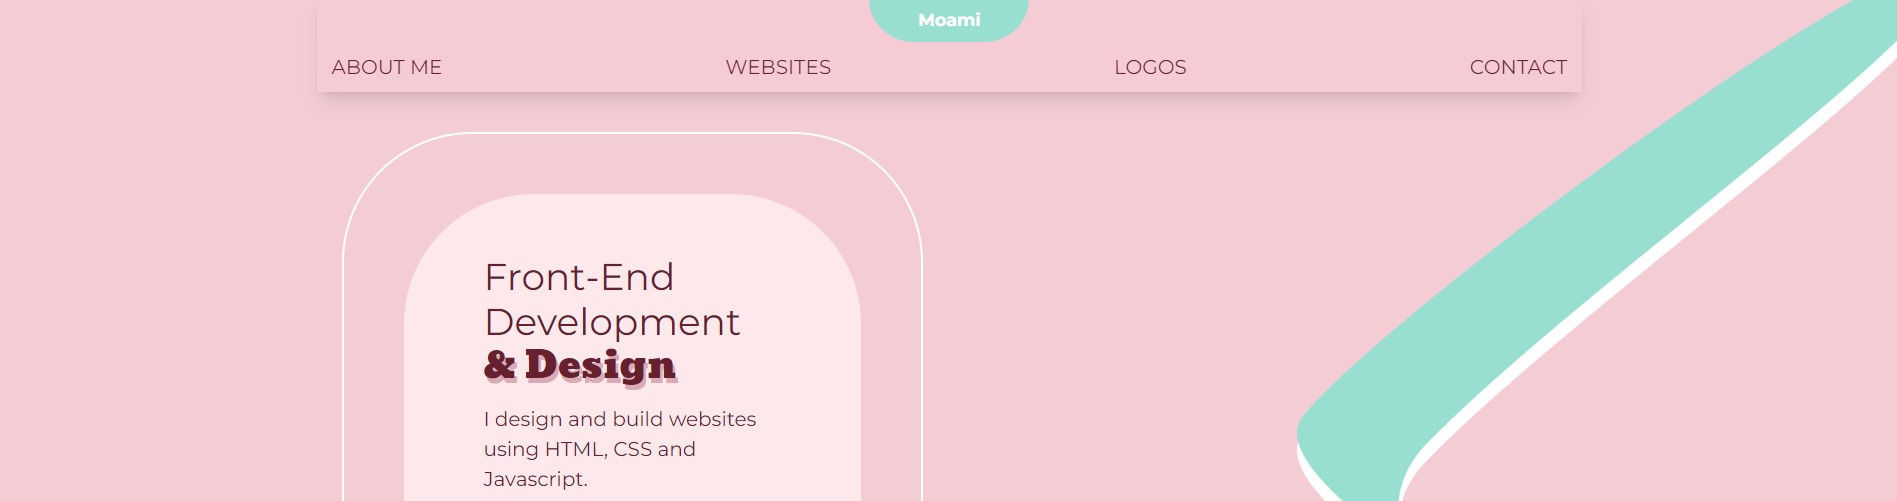 Moami
ABOUT ME
WEBSITES
LOGOS
CONTACT
Front-End
Development
& Design
I design and build websites
using HTML, CSS and
Javascript.